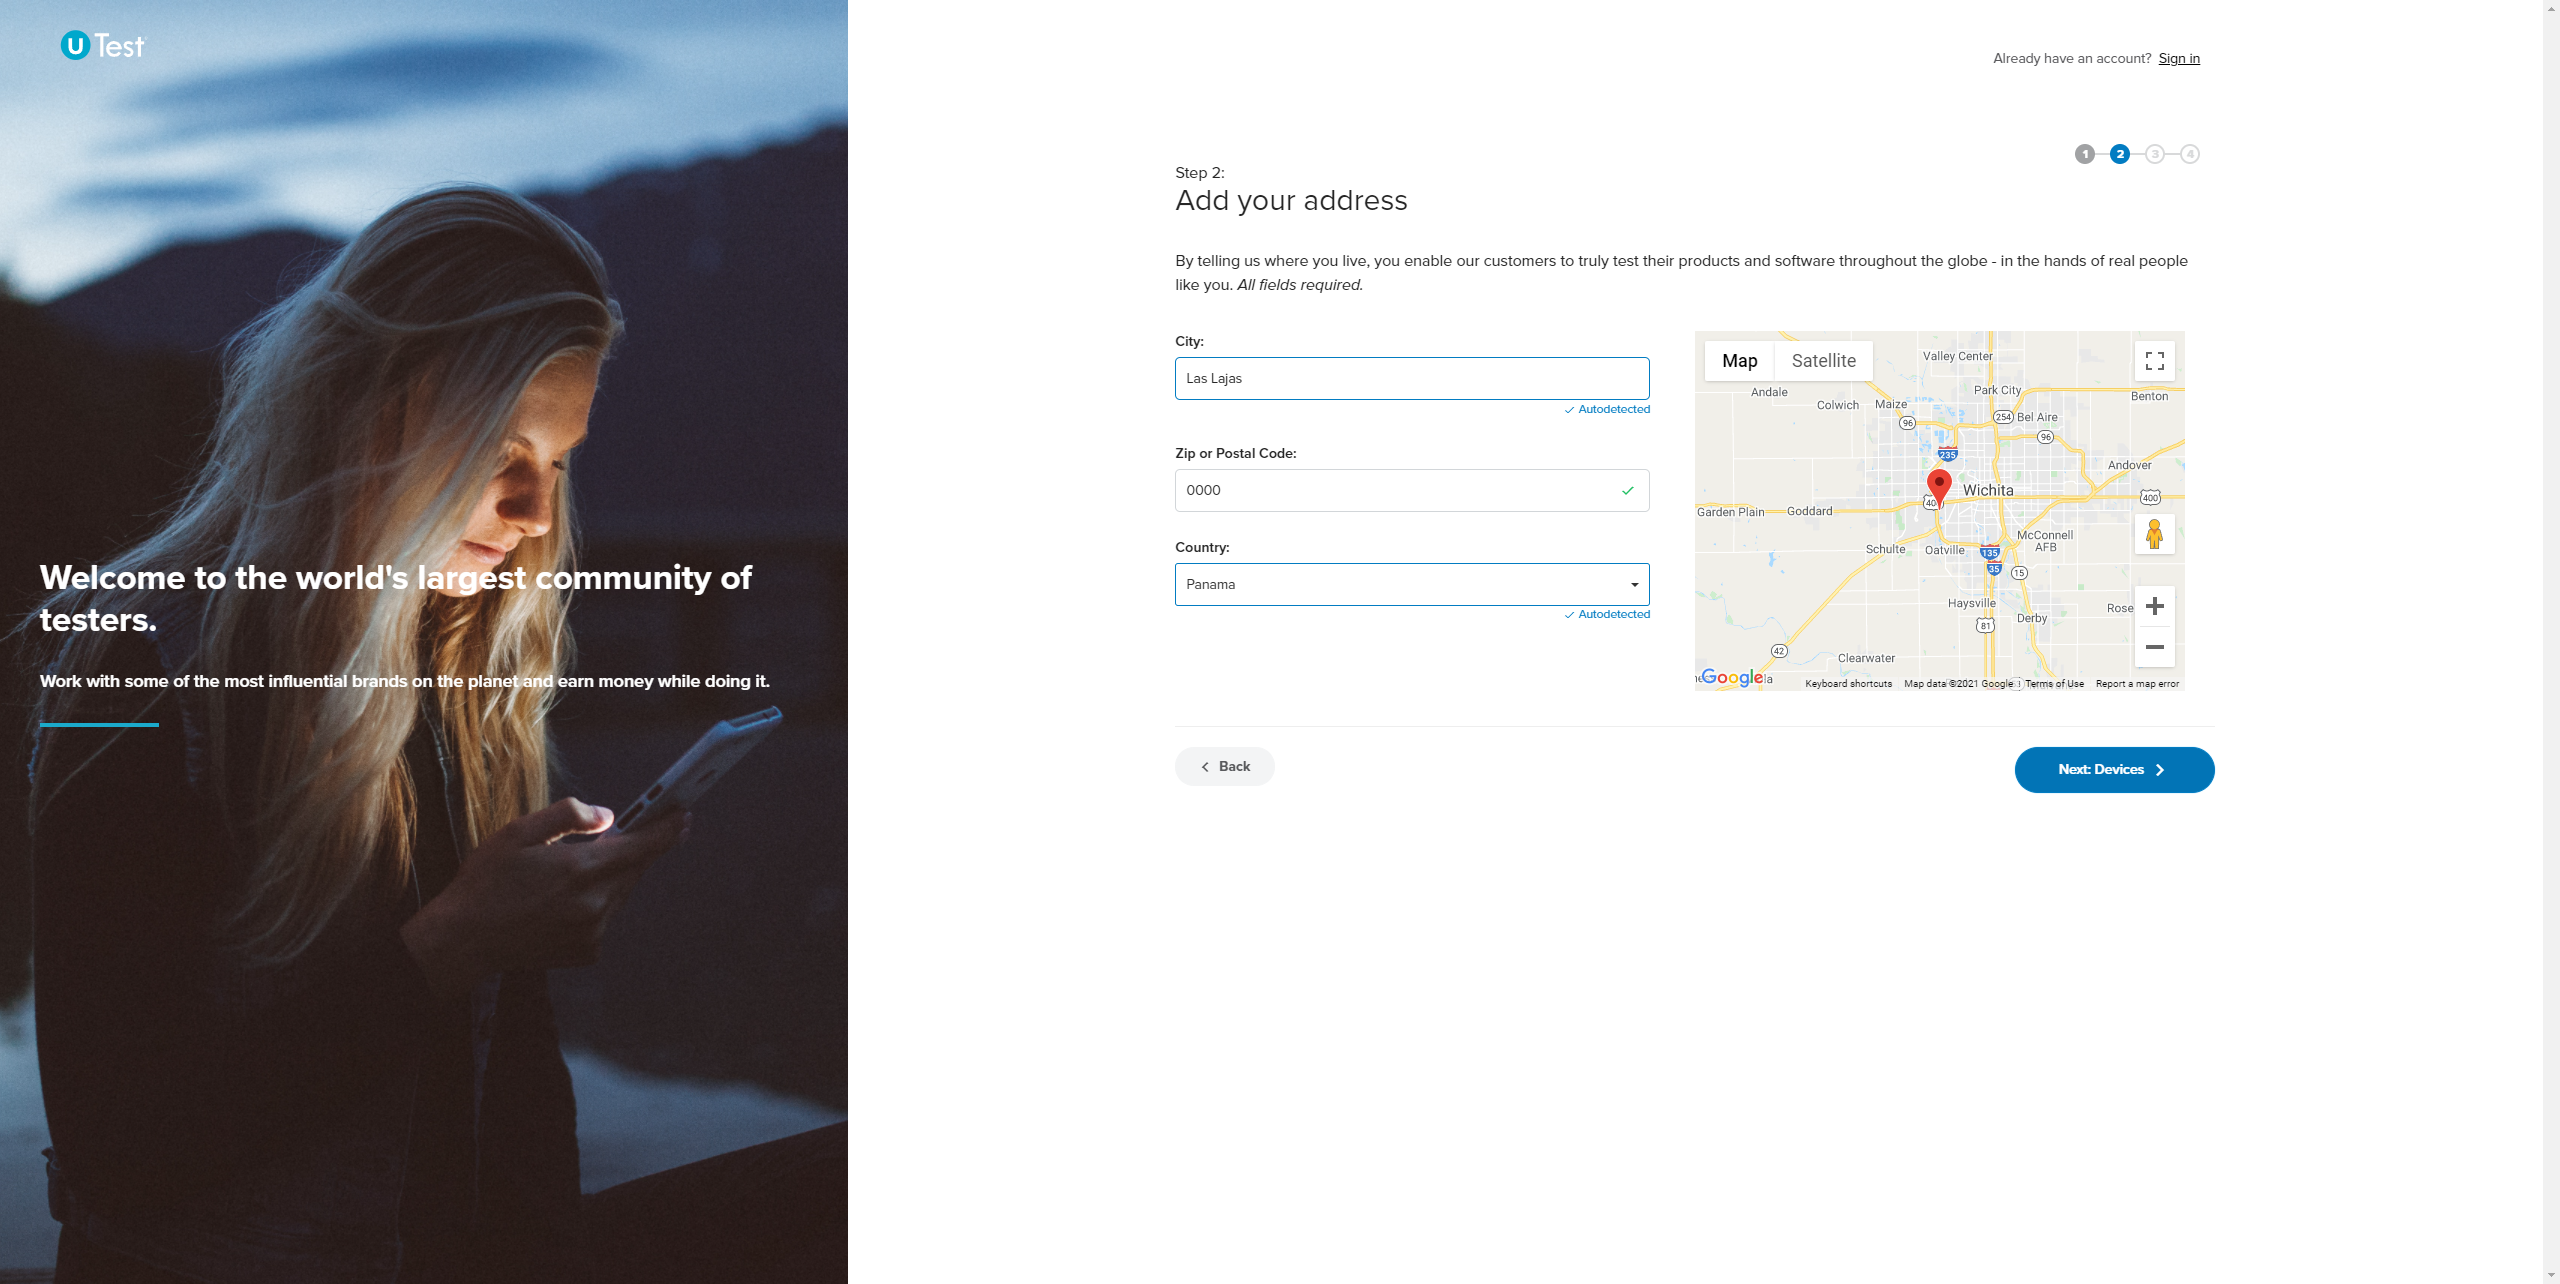 U Test
Already have an account? Sign in
1 2 3 4
Step 2:
Add your address
By telling us where you live, you enable our customers to truly test their products and software throughout the globe - in the hands of real people
like you. All fields required.
City:
Las Lajas
Autodetected
Zip or Postal Code:
0000
Country:
Panama
Autodetected
Map Satellite
Valley Center
Andale
Park City
Benton
Colwich
Maize
254
Bel Aire
96
96
235
Andover
Wichita
400
Garden Plain
Goddard
McConnell
AFB
Schulte
Oatville
135
35
15
Haysville
Rose
Derby
81
42
Clearwater
Google
Keyboard shortcuts
Map data ©2021 Google
Terms of Use
Report a map error
Back
Next: Devices
Welcome to the world's largest community of
testers.
Work with some of the most influential brands on the planet and earn money while doing it.